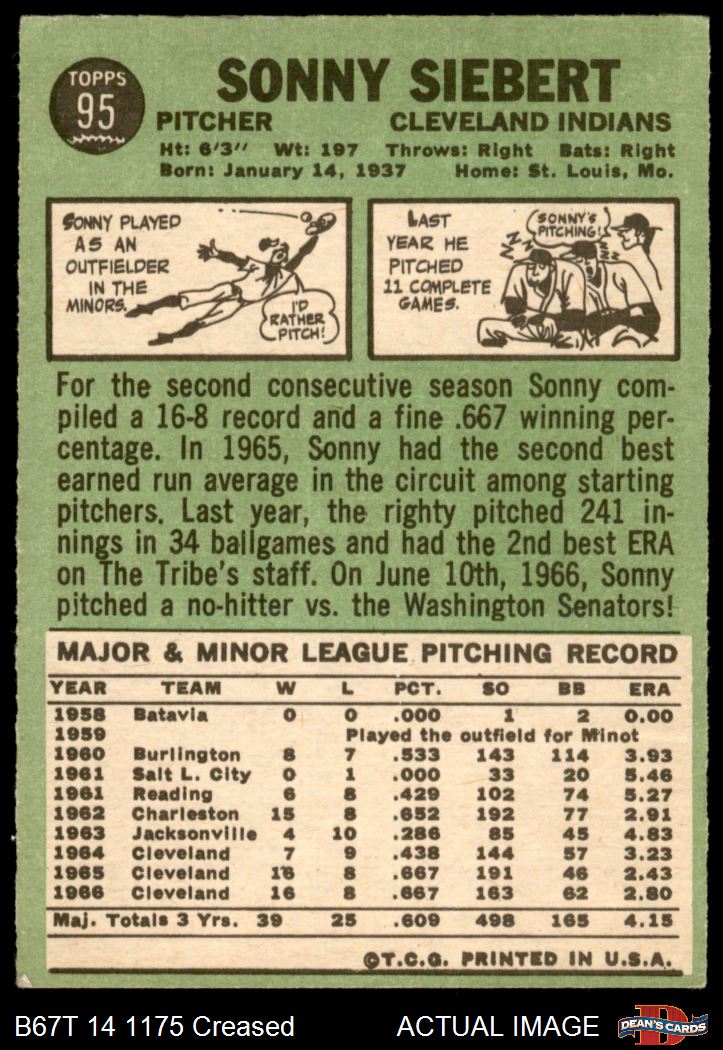 TOPPS
95
SONNY SIEBERT
PITCHER CLEVELAND INDIANS
Ht: 6'3" Wt: 197 Throws: Right Bats: Right
Born: January 14, 1937 Home: St. Louis, Mo.
SONNY PLAYED
AS AN
OUTFIELDER
IN THE
MINORS.
I'D
RATHER
PITCH!
LAST
YEAR HE
PITCHED
11 COMPLETE
GAMES.
SONNY'S
PITCHING!
ZZZ
ZZZ
For the second consecutive season Sonny com-
piled a 16-8 record and a fine .667 winning per-
centage. In 1965, Sonny had the second best
earned run average in the circuit among starting
pitchers. Last year, the righty pitched 241 in-
nings in 34 ballgames and had the 2nd best ERA
on The Tribe's staff. On June 10th, 1966, Sonny
pitched a no-hitter vs. the Washington Senators!
MAJOR & MINOR LEAGUE PITCHING RECORD
YEAR TEAM W L PCT. SO BB ERA
1958 Batavia 0 0 .000 1 2 0.00
1959 Played the outfield for Minot
1960 Burlington 8 7 .533 143 114 3.93
1961 Salt L. City 0 1 .000 33 20 5.46
1961 Reading 6 8 .429 102 74 5.27
1962 Charleston 15 8 .652 192 77 2.91
1963 Jacksonville 4 10 .286 85 45 4.83
1964 Cleveland 7 9 .438 144 57 3.23
1965 Cleveland 16 8 .667 191 46 2.43
1966 Cleveland 16 8 .667 163 62 2.80
Maj. Totals 3 Yrs. 39 25 .609 498 165 4.15
©T.C.G. PRINTED IN U.S.A.
B67T 14 1175 Creased ACTUAL IMAGE
D
DEAN'S CARDS